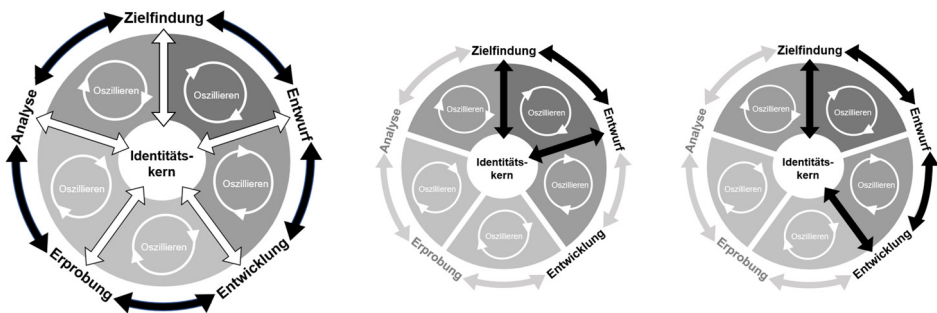 Zielfindung
Entwurf
Entwicklung
Erprobung
Analyse
Oszillieren
Oszillieren
Oszillieren
Oszillieren
Oszillieren
Identitäts-
kern
Zielfindung
Entwurf
Entwicklung
Erprobung
Analyse
Oszillieren
Oszillieren
Oszillieren
Oszillieren
Oszillieren
Identitäts-
kern
Zielfindung
Entwurf
Entwicklung
Erprobung
Analyse
Oszillieren
Oszillieren
Oszillieren
Oszillieren
Oszillieren
Identitäts-
kern